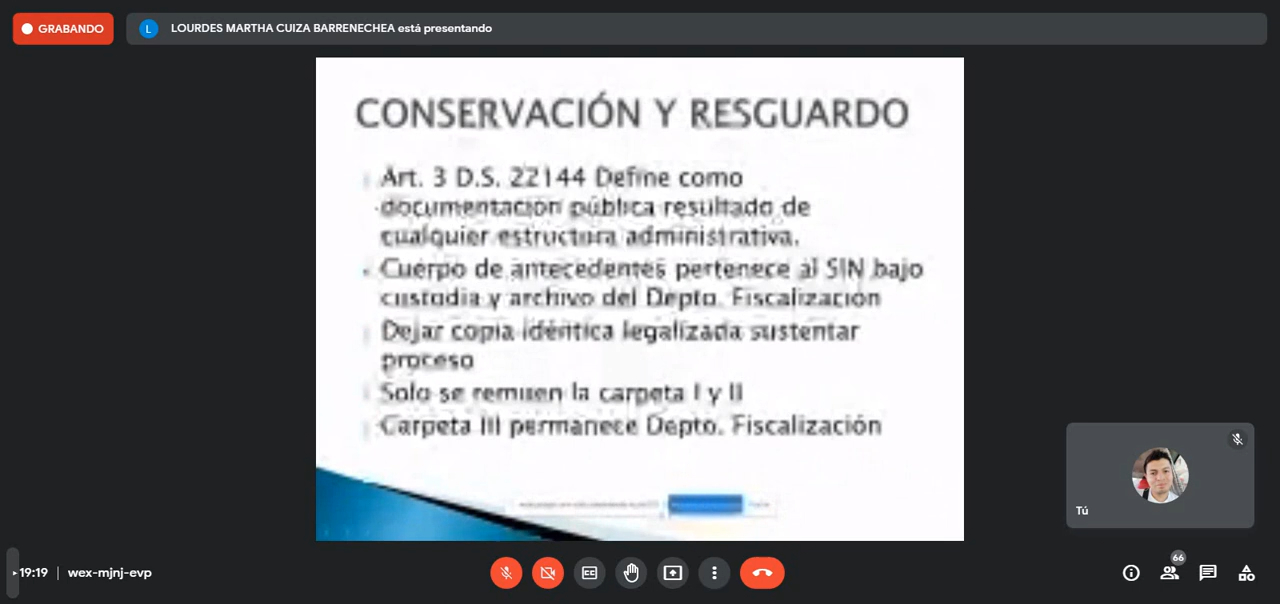 GRABANDO
L
LOURDES MARTHA CUIZA BARRENECHEA está presentando
CONSERVACIÓN Y RESGUARDO
Art. 3 D.S. 22144 Define como
documentación pública resultado de
cualquier estructura administrativa.
Cuerpo de antecedentes pertenece al SIN bajo
custodia y archivo del Depto. Fiscalización
Dejar copia idéntica legalizada sustentar
proceso
Solo se remiten la carpeta I y II
Carpeta III permanece Depto. Fiscalización
Tú
19:19 | wex-mjnj-evp
CC
66